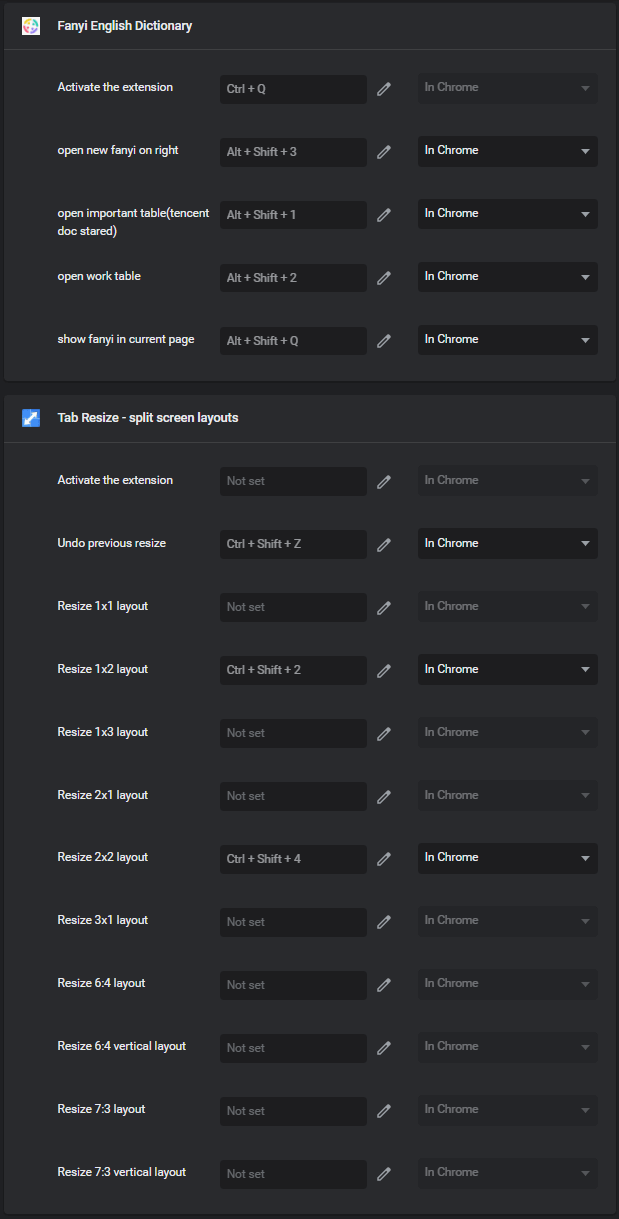 Fanyi English Dictionary
Activate the extension Ctrl + Q In Chrome
open new fanyi on right Alt + Shift + 3 In Chrome
open important table(tencent Alt + Shift + 1 In Chrome
doc stared)
open work table Alt + Shift + 2 In Chrome
show fanyi in current page Alt + Shift + Q In Chrome
Tab Resize - split screen layouts
Activate the extension Not set In Chrome
Undo previous resize Ctrl + Shift + Z In Chrome
Resize 1x1 layout Not set In Chrome
Resize 1x2 layout Ctrl + Shift + 2 In Chrome
Resize 1x3 layout Not set In Chrome
Resize 2x1 layout Not set In Chrome
Resize 2x2 layout Ctrl + Shift + 4 In Chrome
Resize 3x1 layout Not set In Chrome
Resize 6:4 layout Not set In Chrome
Resize 6:4 vertical layout Not set In Chrome
Resize 7:3 layout Not set In Chrome
Resize 7:3 vertical layout Not set In Chrome